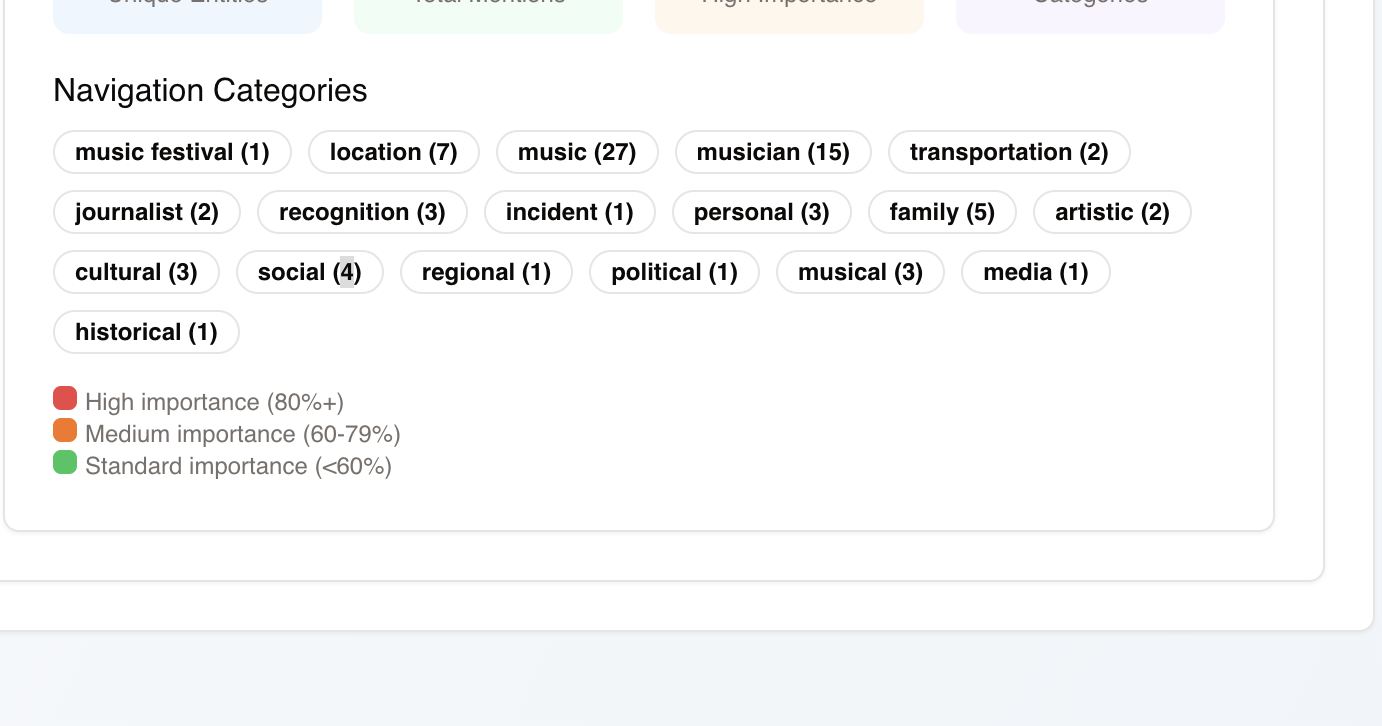 Unique Entities Total Mentions High Importance Categories
Navigation Categories
music festival (1) location (7) music (27) musician (15) transportation (2)
journalist (2) recognition (3) incident (1) personal (3) family (5) artistic (2)
cultural (3) social (4) regional (1) political (1) musical (3) media (1)
historical (1)
High importance (80%+)
Medium importance (60-79%)
Standard importance (<60%)